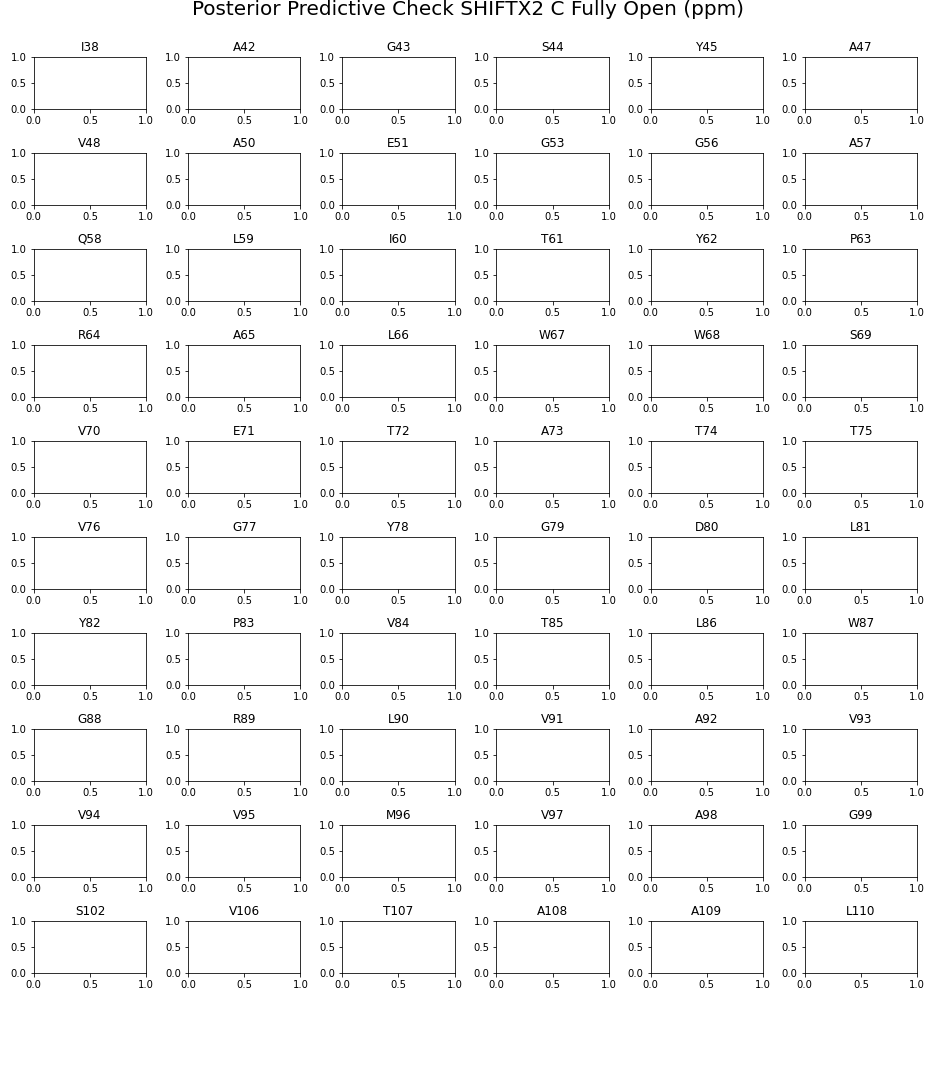 Posterior Predictive Check SHIFTX2 C Fully Open (ppm)
I38 A42 G43 S44 Y45 A47
1.0 1.0 1.0 1.0 1.0 1.0
0.5 0.5 0.5 0.5 0.5 0.5
0.0 0.0 0.0 0.0 0.0 0.0
0.0 0.5 1.0 0.0 0.5 1.0 0.0 0.5 1.0 0.0 0.5 1.0 0.0 0.5 1.0 0.0 0.5 1.0
V48 A50 E51 G53 G56 A57
1.0 1.0 1.0 1.0 1.0 1.0
0.5 0.5 0.5 0.5 0.5 0.5
0.0 0.0 0.0 0.0 0.0 0.0
0.0 0.5 1.0 0.0 0.5 1.0 0.0 0.5 1.0 0.0 0.5 1.0 0.0 0.5 1.0 0.0 0.5 1.0
Q58 L59 I60 T61 Y62 P63
1.0 1.0 1.0 1.0 1.0 1.0
0.5 0.5 0.5 0.5 0.5 0.5
0.0 0.0 0.0 0.0 0.0 0.0
0.0 0.5 1.0 0.0 0.5 1.0 0.0 0.5 1.0 0.0 0.5 1.0 0.0 0.5 1.0 0.0 0.5 1.0
R64 A65 L66 W67 W68 S69
1.0 1.0 1.0 1.0 1.0 1.0
0.5 0.5 0.5 0.5 0.5 0.5
0.0 0.0 0.0 0.0 0.0 0.0
0.0 0.5 1.0 0.0 0.5 1.0 0.0 0.5 1.0 0.0 0.5 1.0 0.0 0.5 1.0 0.0 0.5 1.0
V70 E71 T72 A73 T74 T75
1.0 1.0 1.0 1.0 1.0 1.0
0.5 0.5 0.5 0.5 0.5 0.5
0.0 0.0 0.0 0.0 0.0 0.0
0.0 0.5 1.0 0.0 0.5 1.0 0.0 0.5 1.0 0.0 0.5 1.0 0.0 0.5 1.0 0.0 0.5 1.0
V76 G77 Y78 G79 D80 L81
1.0 1.0 1.0 1.0 1.0 1.0
0.5 0.5 0.5 0.5 0.5 0.5
0.0 0.0 0.0 0.0 0.0 0.0
0.0 0.5 1.0 0.0 0.5 1.0 0.0 0.5 1.0 0.0 0.5 1.0 0.0 0.5 1.0 0.0 0.5 1.0
Y82 P83 V84 T85 L86 W87
1.0 1.0 1.0 1.0 1.0 1.0
0.5 0.5 0.5 0.5 0.5 0.5
0.0 0.0 0.0 0.0 0.0 0.0
0.0 0.5 1.0 0.0 0.5 1.0 0.0 0.5 1.0 0.0 0.5 1.0 0.0 0.5 1.0 0.0 0.5 1.0
G88 R89 L90 V91 A92 V93
1.0 1.0 1.0 1.0 1.0 1.0
0.5 0.5 0.5 0.5 0.5 0.5
0.0 0.0 0.0 0.0 0.0 0.0
0.0 0.5 1.0 0.0 0.5 1.0 0.0 0.5 1.0 0.0 0.5 1.0 0.0 0.5 1.0 0.0 0.5 1.0
V94 V95 M96 V97 A98 G99
1.0 1.0 1.0 1.0 1.0 1.0
0.5 0.5 0.5 0.5 0.5 0.5
0.0 0.0 0.0 0.0 0.0 0.0
0.0 0.5 1.0 0.0 0.5 1.0 0.0 0.5 1.0 0.0 0.5 1.0 0.0 0.5 1.0 0.0 0.5 1.0
S102 V106 T107 A108 A109 L110
1.0 1.0 1.0 1.0 1.0 1.0
0.5 0.5 0.5 0.5 0.5 0.5
0.0 0.0 0.0 0.0 0.0 0.0
0.0 0.5 1.0 0.0 0.5 1.0 0.0 0.5 1.0 0.0 0.5 1.0 0.0 0.5 1.0 0.0 0.5 1.0